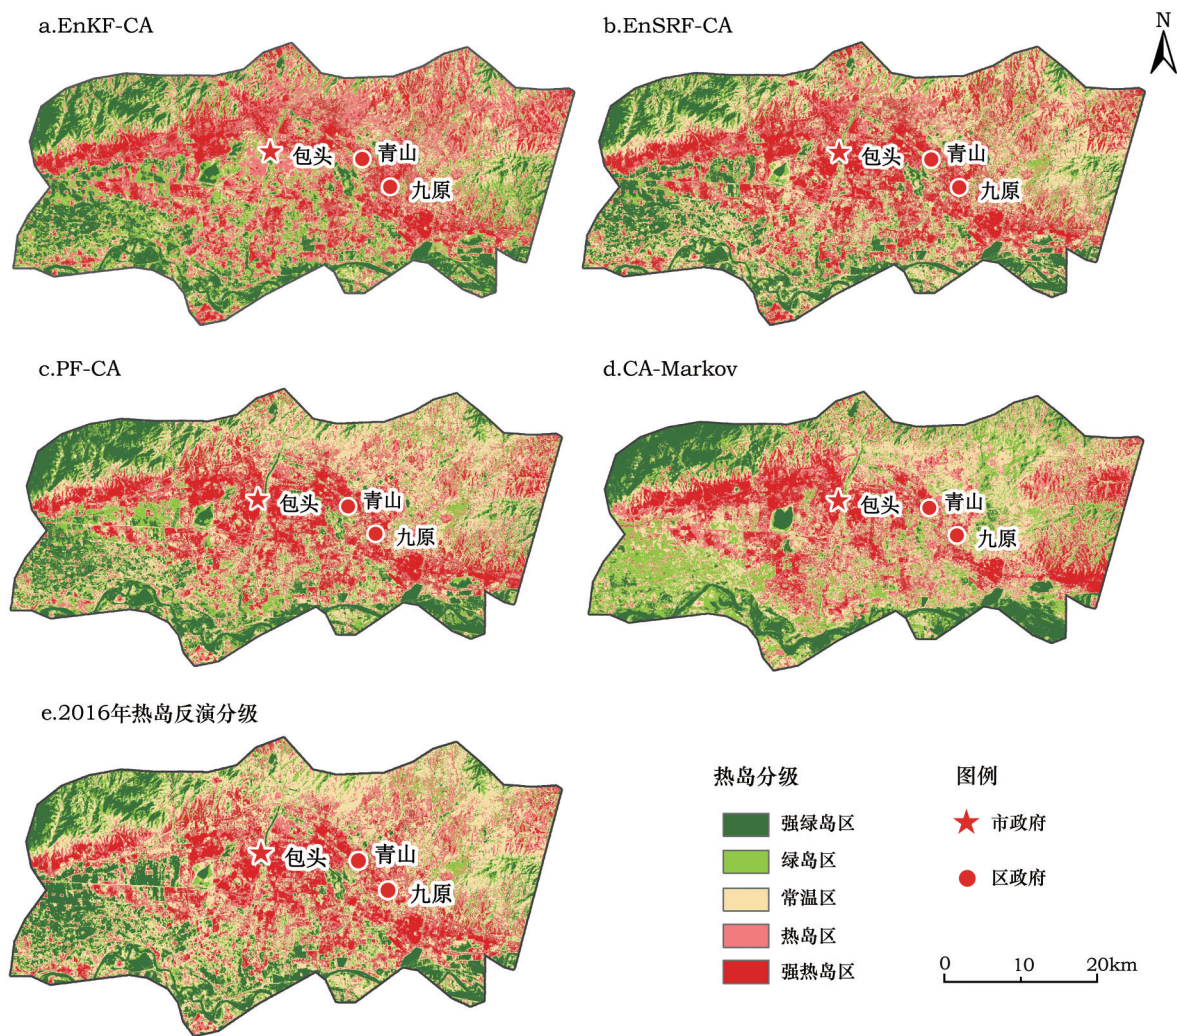 a.EnKF-CA
b.EnSRF-CA
N
包头
青山
九原
包头
青山
九原
c.PF-CA
d.CA-Markov
包头
青山
九原
包头
青山
九原
e.2016年热岛反演分级
包头
青山
九原
热岛分级
图例
强绿岛区
市政府
绿岛区
区政府
常温区
热岛区
强热岛区
0 10 20km